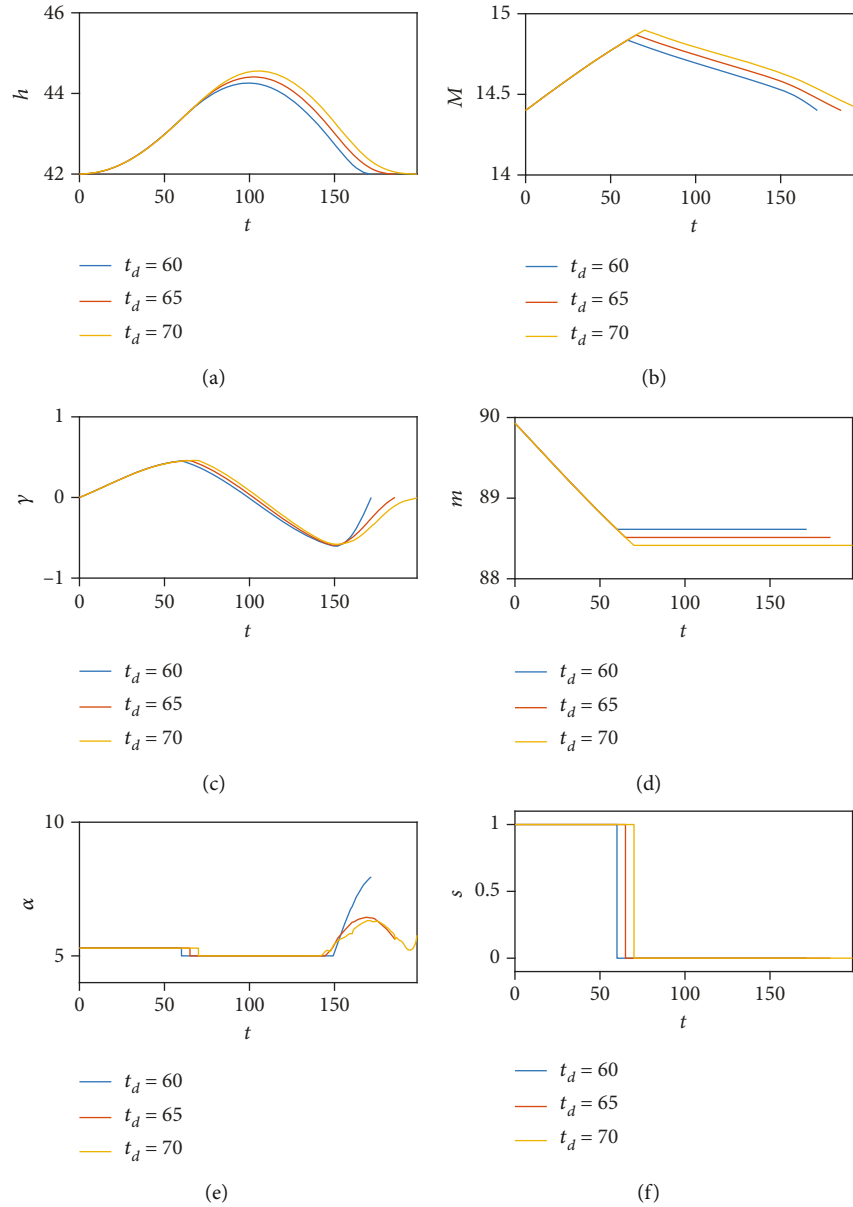 46
44
42
h
0 50 100 150
t
t_d = 60
t_d = 65
t_d = 70
(a)
15
14.5
14
M
0 50 100 150
t
t_d = 60
t_d = 65
t_d = 70
(b)
1
0
−1
γ
0 50 100 150
t
t_d = 60
t_d = 65
t_d = 70
(c)
90
89
88
m
0 50 100 150
t
t_d = 60
t_d = 65
t_d = 70
(d)
10
5
α
0 50 100 150
t
t_d = 60
t_d = 65
t_d = 70
(e)
1
0.5
0
s
0 50 100 150
t
t_d = 60
t_d = 65
t_d = 70
(f)